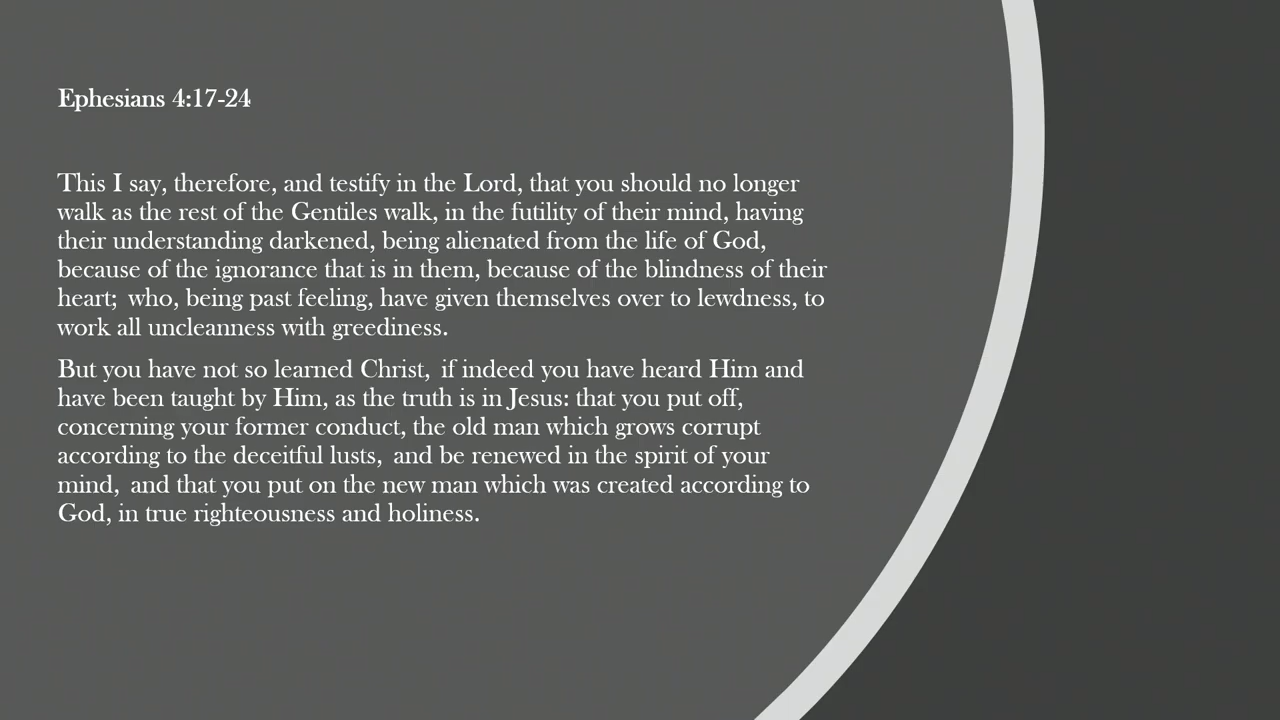 Ephesians 4:17-24
This I say, therefore, and testify in the Lord, that you should no longer
walk as the rest of the Gentiles walk, in the futility of their mind, having
their understanding darkened, being alienated from the life of God,
because of the ignorance that is in them, because of the blindness of their
heart;  who, being past feeling, have given themselves over to lewdness, to
work all uncleanness with greediness.
But you have not so learned Christ,  if indeed you have heard Him and
have been taught by Him, as the truth is in Jesus: that you put off,
concerning your former conduct, the old man which grows corrupt
according to the deceitful lusts,  and be renewed in the spirit of your
mind,  and that you put on the new man which was created according to
God, in true righteousness and holiness.